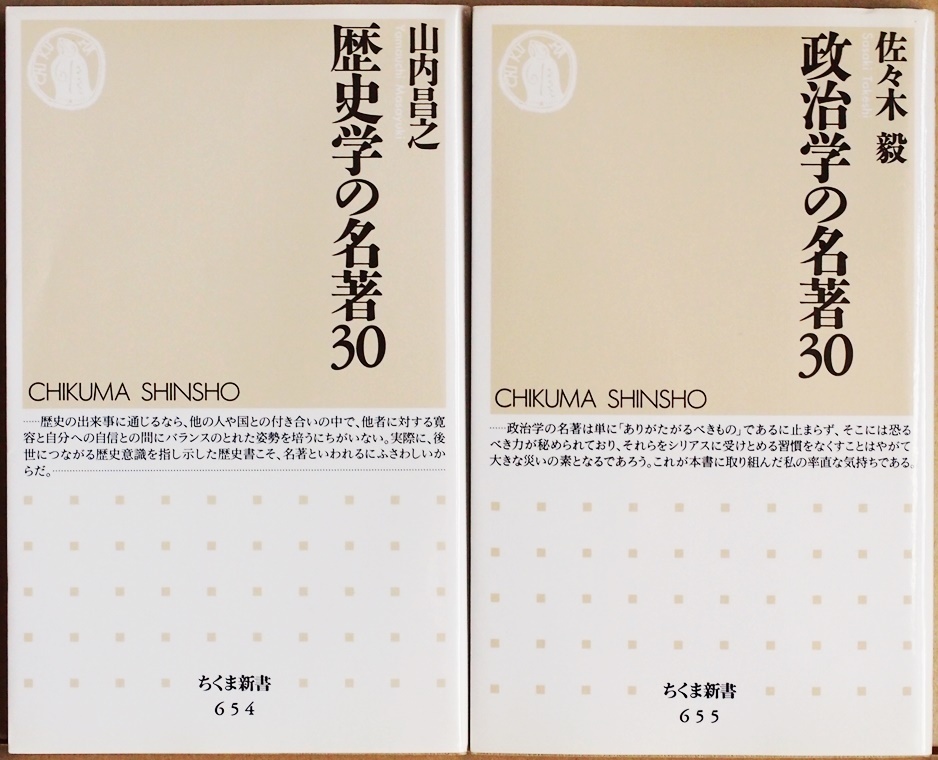 歴史学の名著30
山内昌之
Yamauchi Masayuki
CHIKUMA SHINSHO
……歴史の出来事に通じるなら、他の人や国との付き合いの中で、他者に対する寛
容と自分への自信との間にバランスのとれた姿勢を培うにちがいない。実際に、後
世につながる歴史意識を指し示した歴史書こそ、名著といわれるにふさわしいか
らだ。
ちくま新書
654
政治学の名著30
佐々木 毅
Sasaki Takeshi
CHIKUMA SHINSHO
……政治学の名著は単に「ありがたがるべきもの」であるに止まらず、そこには恐る
べき力が秘められており、それらをシリアスに受けとめる習慣をなくすことはやがて
大きな災いの素となるであろう。これが本書に取り組んだ私の率直な気持ちである。
ちくま新書
655